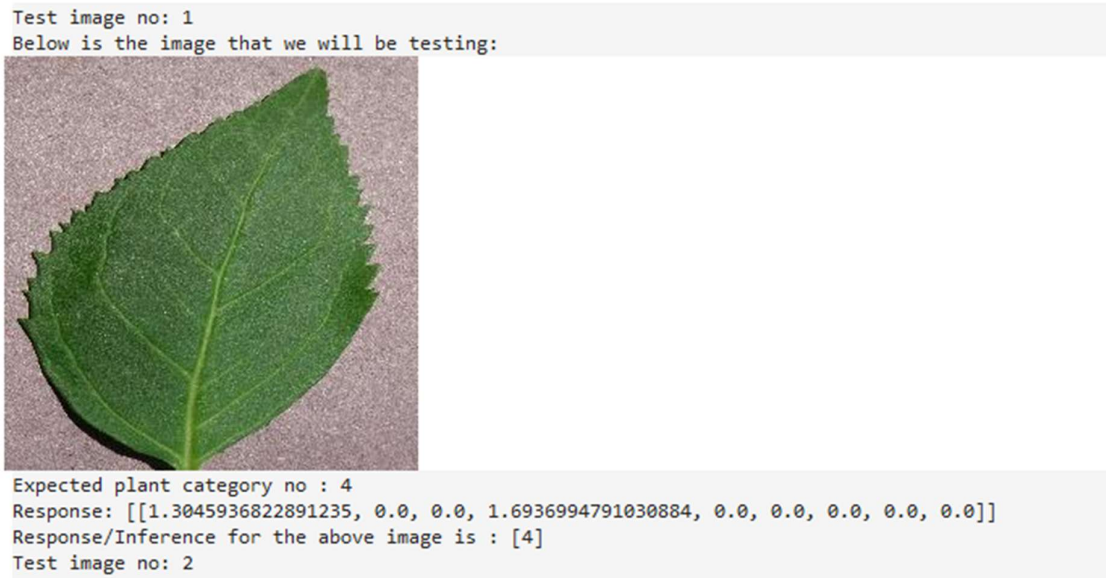 Test image no: 1
Below is the image that we will be testing:
Expected plant category no : 4
Response: [[1.3045936822891235, 0.0, 0.0, 1.6936994791030884, 0.0, 0.0, 0.0, 0.0, 0.0]]
Response/Inference for the above image is : [4]
Test image no: 2